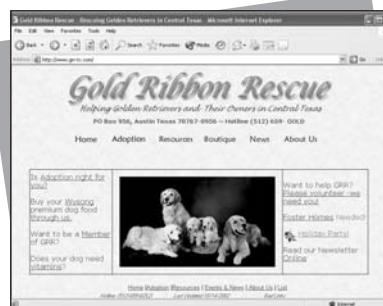 Gold Ribbon Rescue - Rescuing Golden Retrievers in Central Texas - Microsoft Internet Explorer
File Edit View Favorites Tools Help
Back Search Favorites Media
Address http://www.grr-tx.com/ Go
Gold Ribbon Rescue
Helping Golden Retrievers and Their Owners in Central Texas
PO Box 956, Austin Texas 78767-0956 ~ Hotline (512) 659- GOLD
Home Adoption Resources Boutique News About Us
Is Adoption right for
you?
Buy your Wysong
premium dog food
through us.
Want to be a Member
of GRR?
Does your dog need
vitamins?
Want to help GRR?
Please volunteer -we
need you!
Foster Homes Needed!
Holiday Party!
Read our Newsletter
Online
Home |Adoption |Resources | Events & News | About Us |
Internet